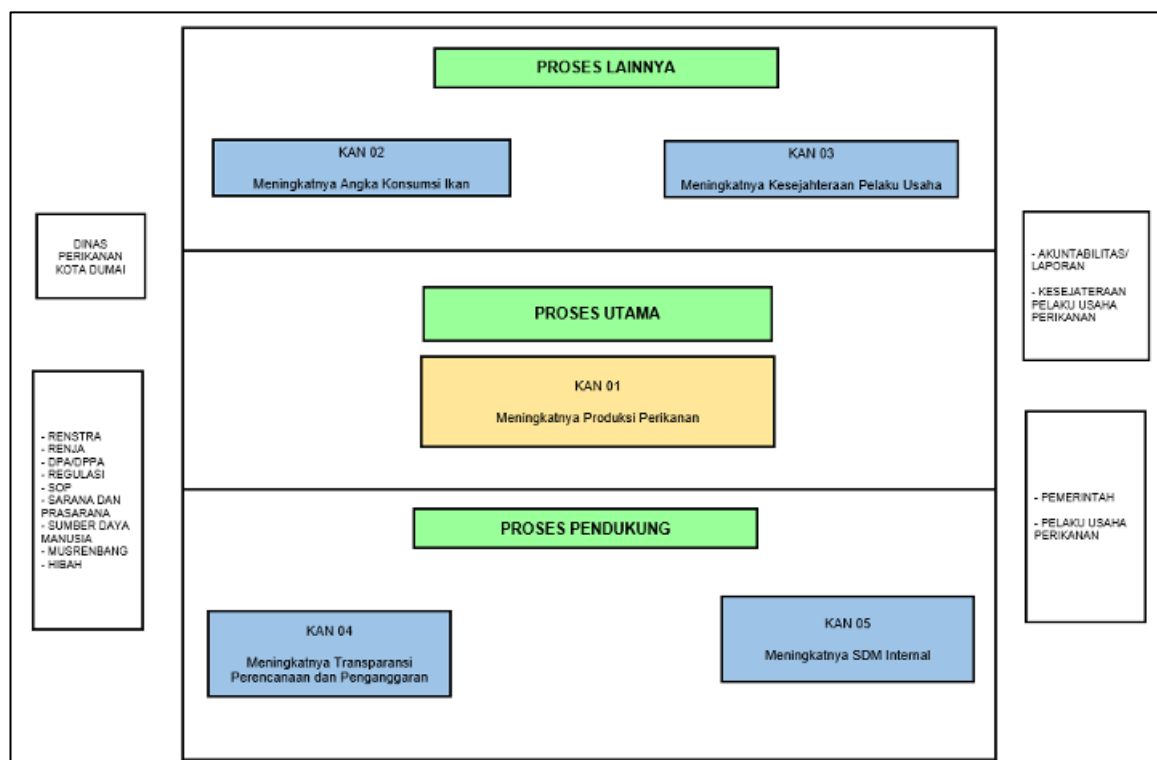 PROSES LAINNYA
KAN 02
Meningkatnya Angka Konsumsi Ikan
KAN 03
Meningkatnya Kesejahteraan Pelaku Usaha
DINAS
PERIKANAN
KOTA DUMAI
- AKUNTABILITAS/
LAPORAN
- KESEJATERAAN
PELAKU USAHA
PERIKANAN
PROSES UTAMA
KAN 01
Meningkatnya Produksi Perikanan
- RENSTRA
- RENJA
- DPA/DPPA
- REGULASI
- SOP
- SARANA DAN
PRASARANA
- SUMBER DAYA
MANUSIA
- MUSRENBANG
- HIBAH
- PEMERINTAH
- PELAKU USAHA
PERIKANAN
PROSES PENDUKUNG
KAN 04
Meningkatnya Transparansi
Perencanaan dan Penganggaran
KAN 05
Meningkatnya SDM Internal